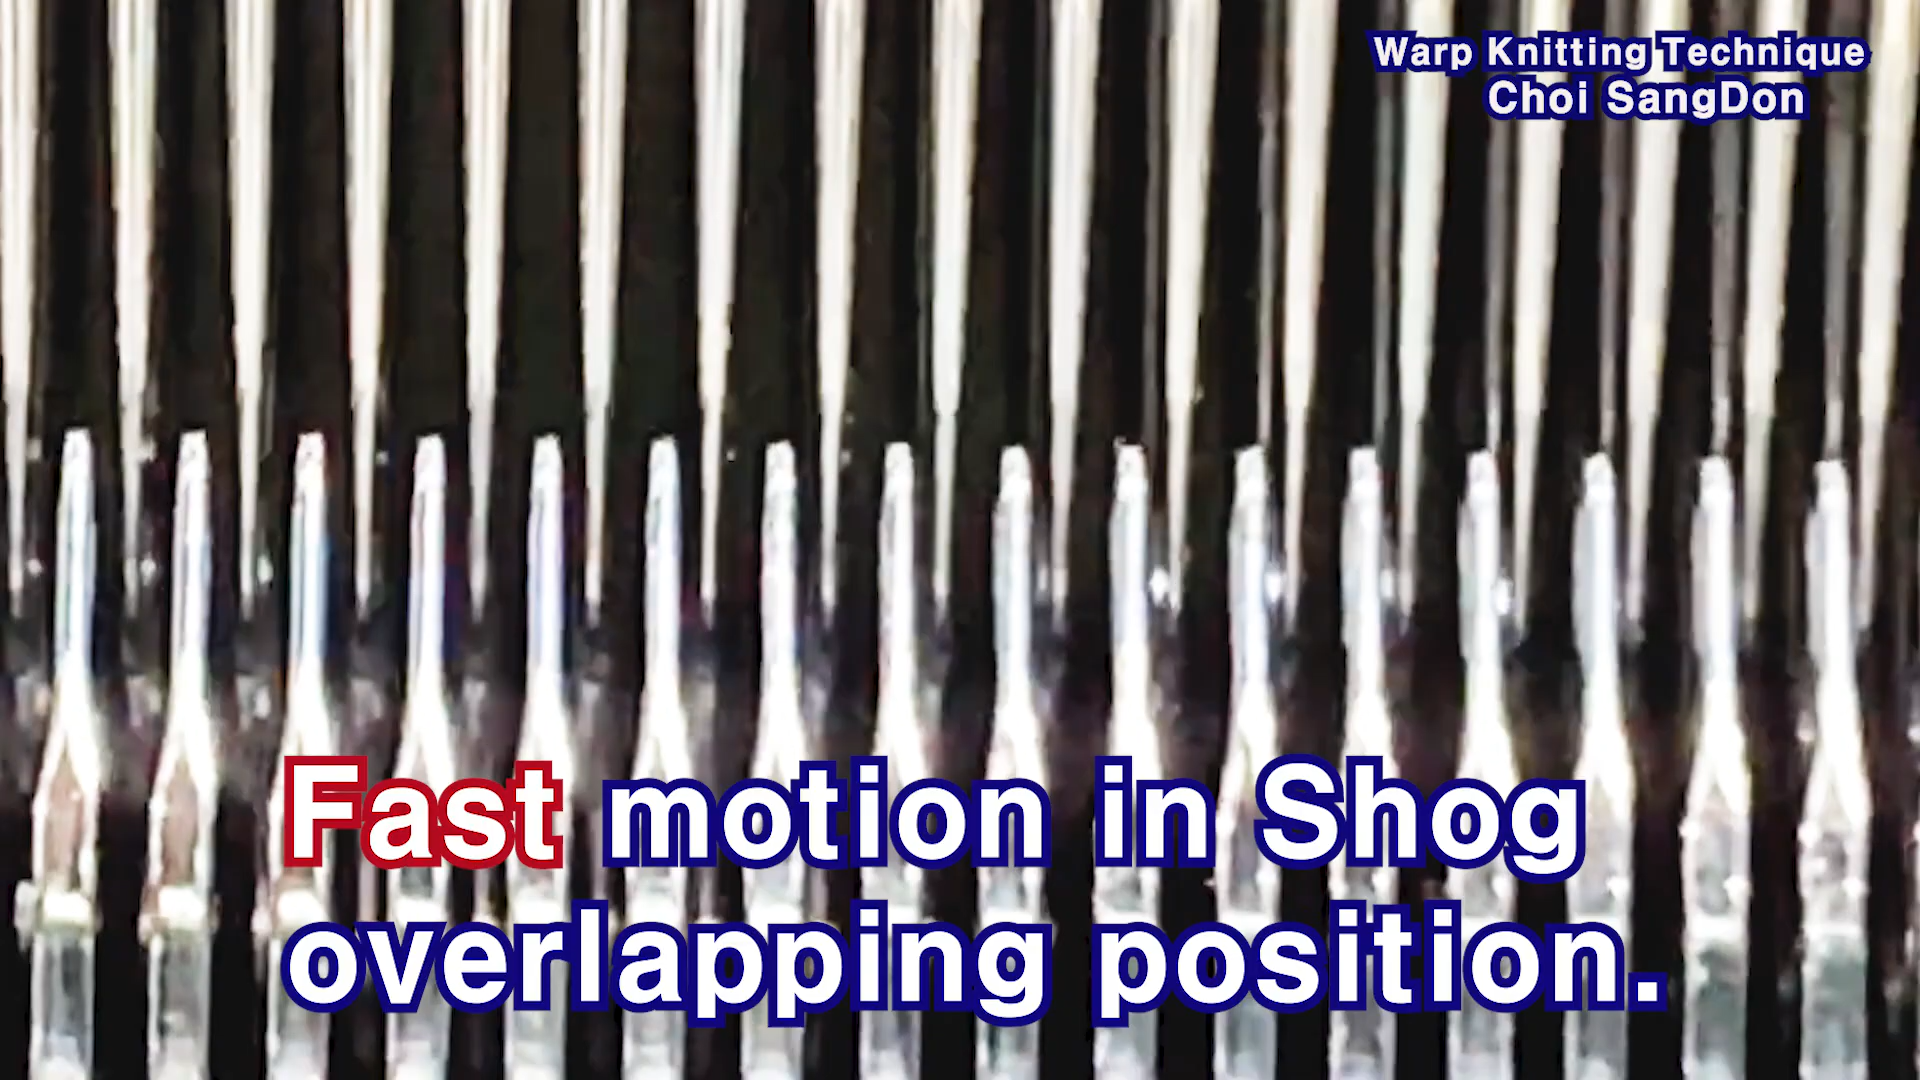 Warp Knitting Technique
Choi SangDon
Fast motion in Shog
overlapping position.